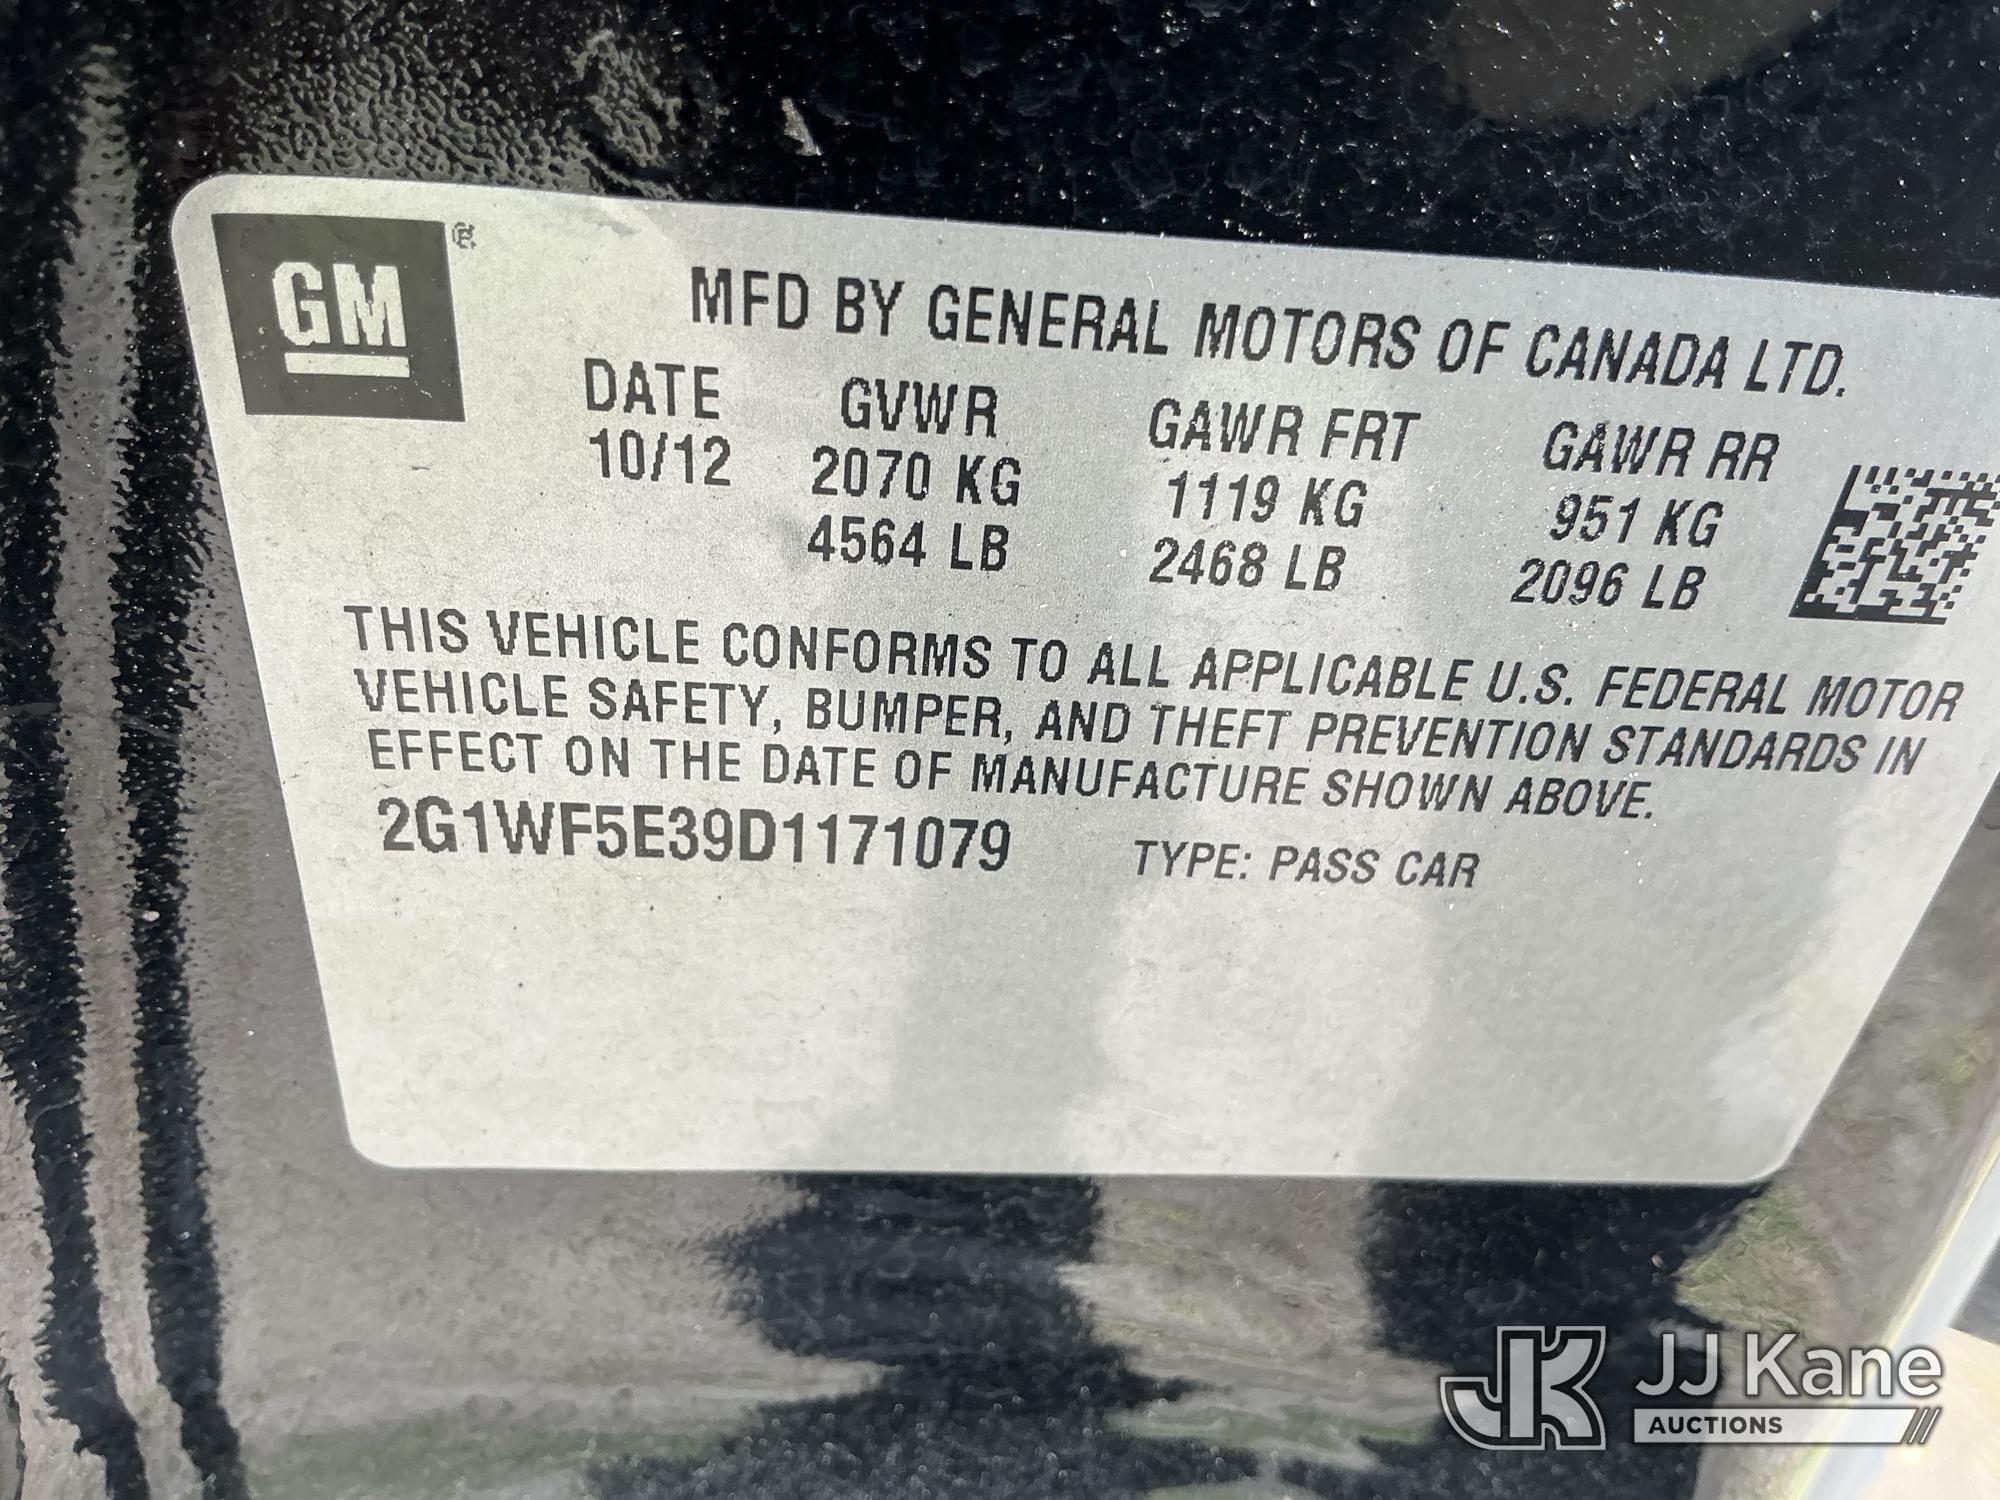 GM
MFD BY GENERAL MOTORS OF CANADA LTD.
DATE GVWR GAWR FRT GAWR RR
10/12 2070 KG 1119 KG 951 KG
4564 LB 2468 LB 2096 LB
THIS VEHICLE CONFORMS TO ALL APPLICABLE U.S. FEDERAL MOTOR
VEHICLE SAFETY, BUMPER, AND THEFT PREVENTION STANDARDS IN
EFFECT ON THE DATE OF MANUFACTURE SHOWN ABOVE.
2G1WF5E39D1171079 TYPE: PASS CAR
JK JJ Kane
AUCTIONS